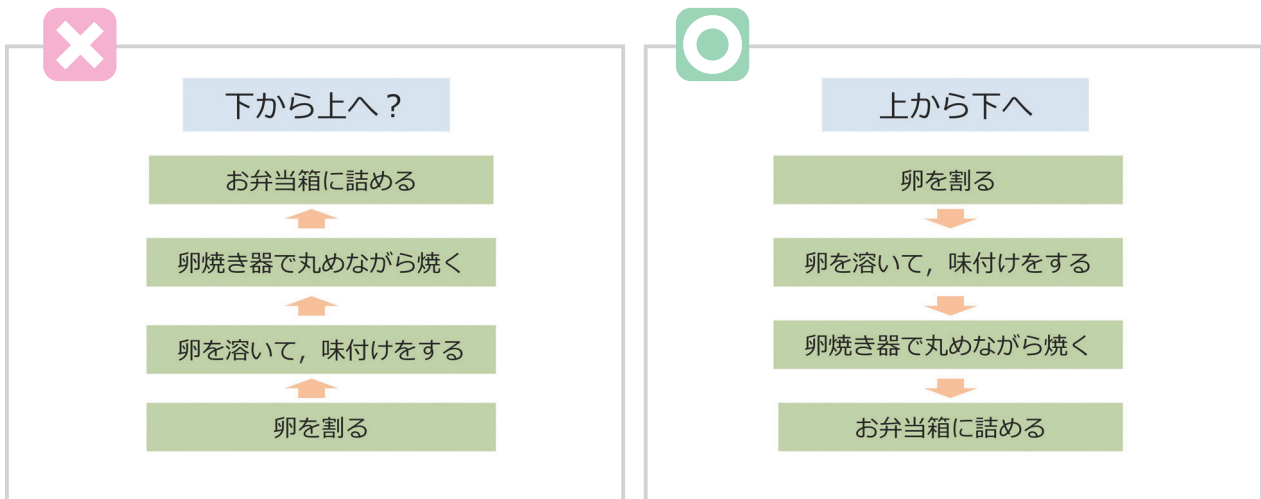 下から上へ？
お弁当箱に詰める
卵焼き器で丸めながら焼く
卵を溶いて，味付けをする
卵を割る
上から下へ
卵を割る
卵を溶いて，味付けをする
卵焼き器で丸めながら焼く
お弁当箱に詰める